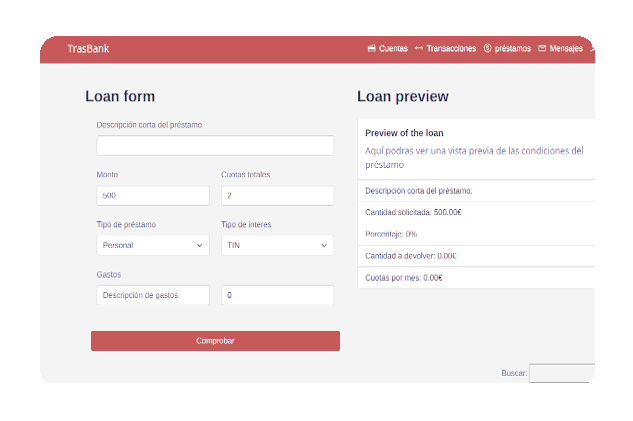 TrasBank
Cuentas
Transacciones
préstamos
Mensajes
Loan form
Descripción corta del préstamo
Monto
Cuotas totales
500
2
Tipo de préstamo
Tipo de interes
Personal
TIN
Gastos
Descripción de gastos
0
Comprobar
Loan preview
Preview of the loan
Aquí podras ver una vista previa de las condiciones del
préstamo
Descripción corta del préstamo:
Cantidad solicitada: 500.00€
Porcentaje: 0%
Cantidad a devolver: 0.00€
Cuotas por mes: 0.00€
Buscar: